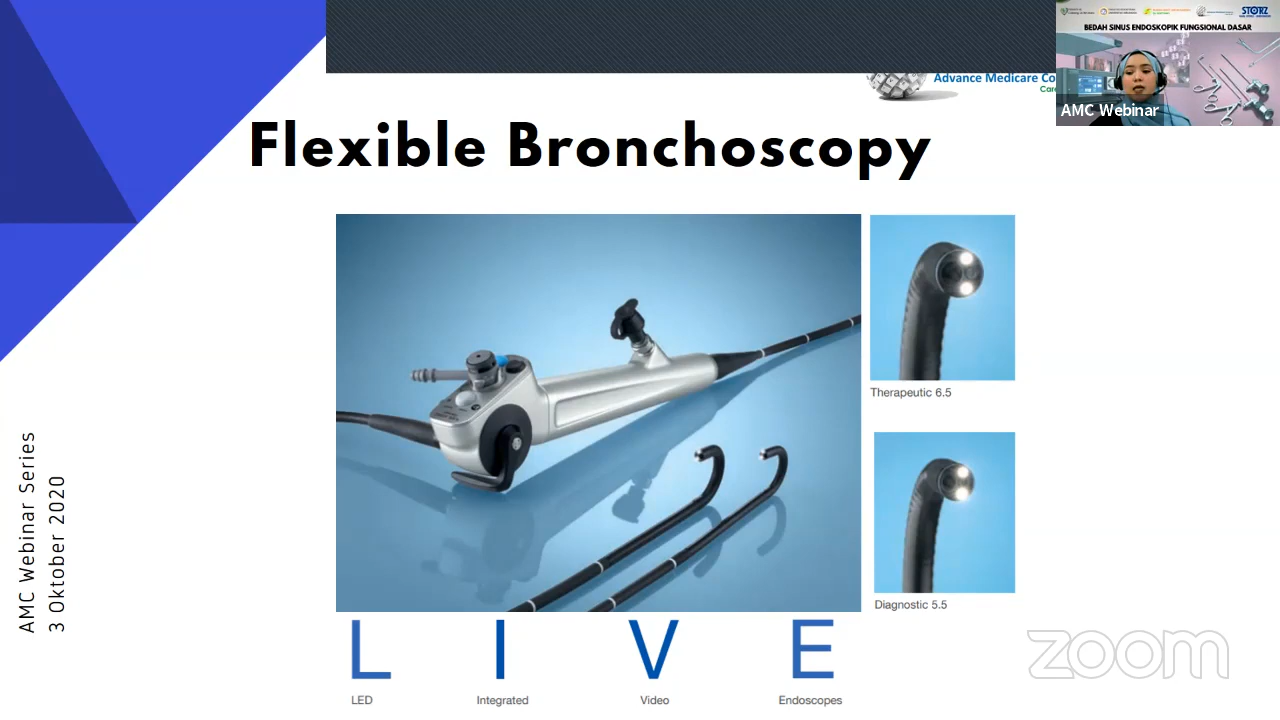 STORZ
BEDAH SINUS ENDOSKOPIK FUNGSIONAL DASAR
AMC Webinar
Advance Medicare Co
Flexible Bronchoscopy
Therapeutic 6.5
Diagnostic 5.5
AMC Webinar Series
3 Oktober 2020
L I V E
LED Integrated Video Endoscopes
zoom